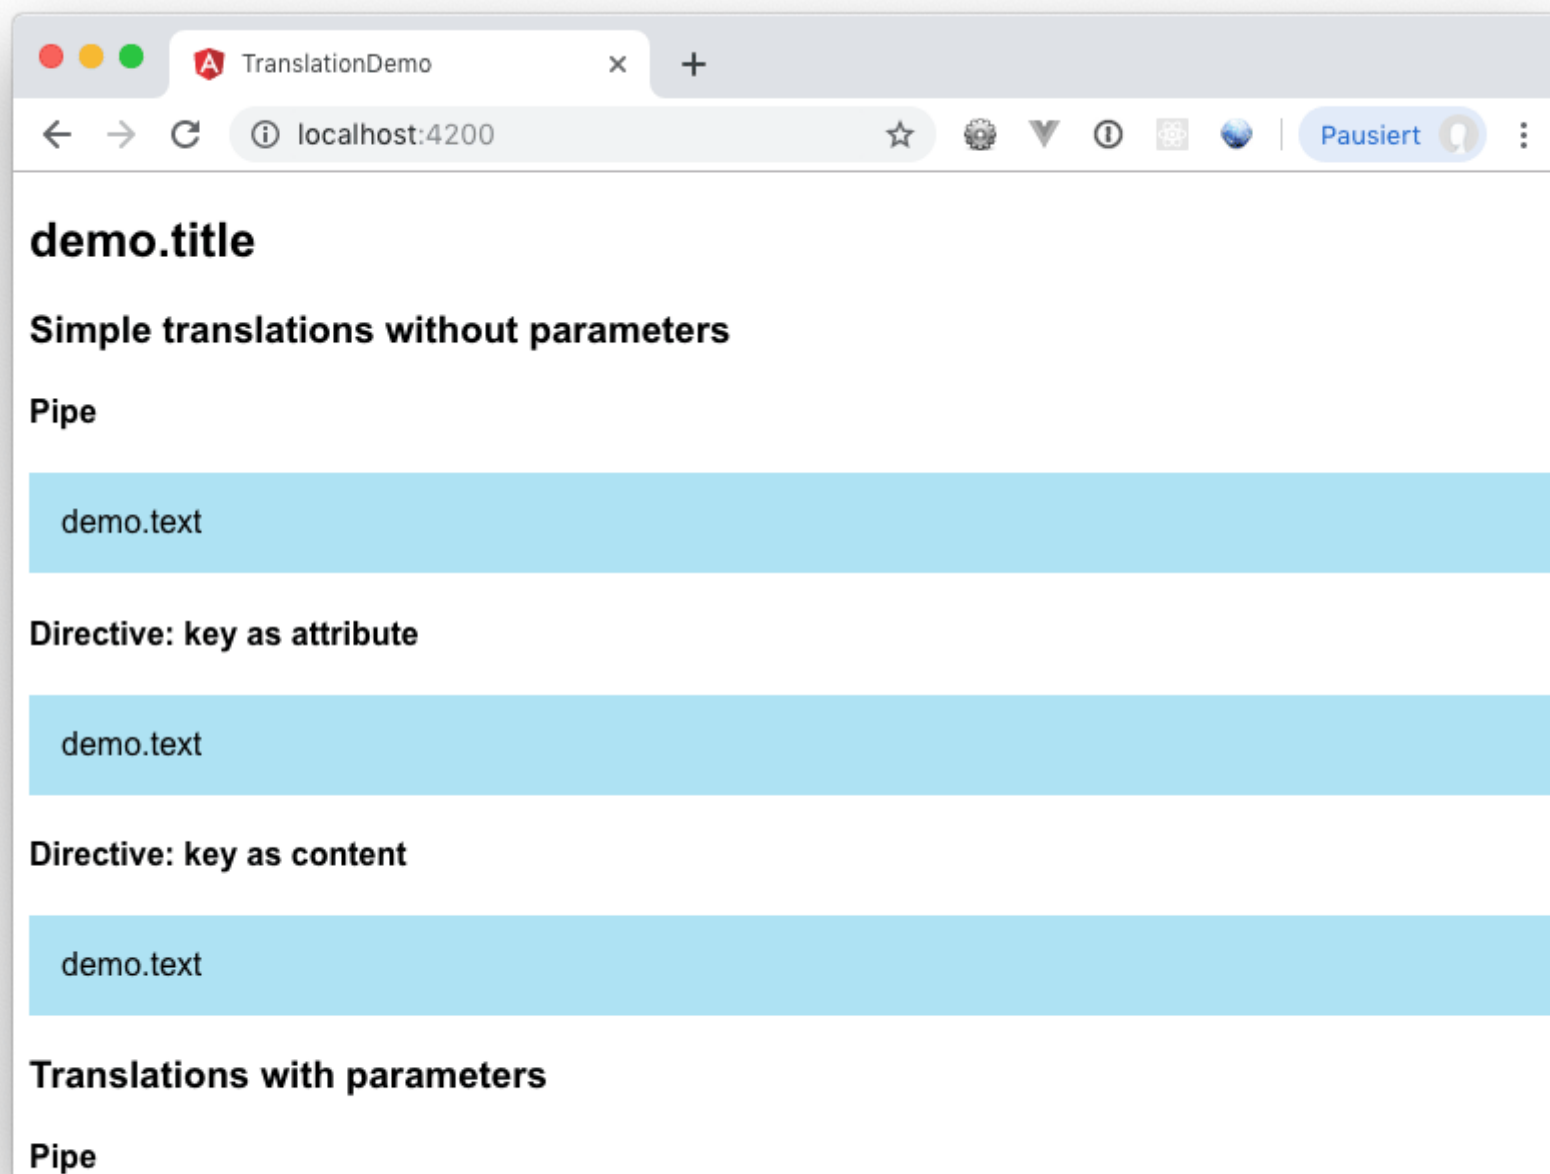 TranslationDemo
localhost:4200
Pausiert
demo.title
Simple translations without parameters
Pipe
demo.text
Directive: key as attribute
demo.text
Directive: key as content
demo.text
Translations with parameters
Pipe